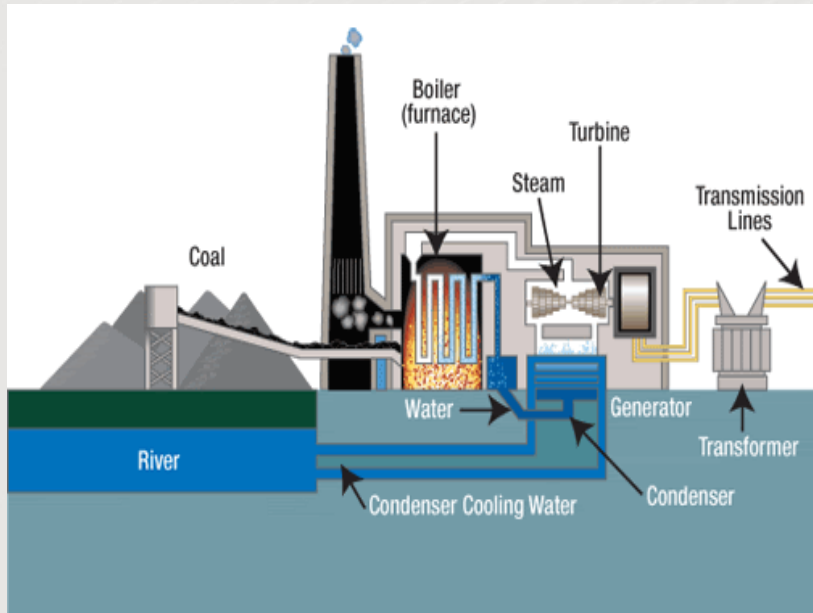 Boiler
(furnace)
Turbine
Steam
Transmission
Lines
Coal
Water
Generator
River
Transformer
Condenser
Condenser Cooling Water